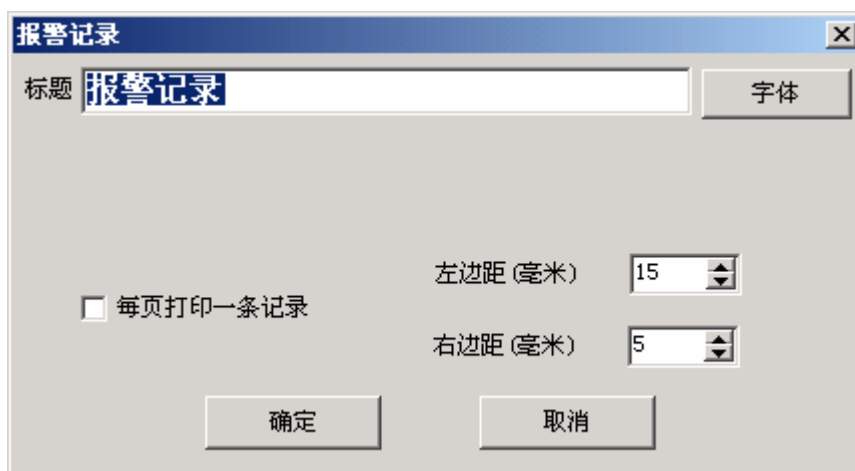 报警记录
标题 报警记录 字体
左边距(毫米) 15
每页打印一条记录
右边距(毫米) 5
确定 取消